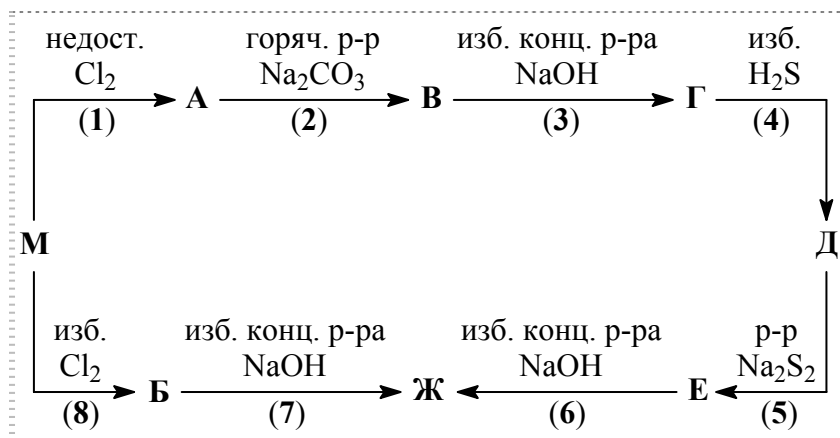 недост. горяч. р-р изб. конц. р-ра изб.
Cl2 Na2CO3 NaOH H2S
А В Г
(1) (2) (3) (4)
М Д
изб. изб. конц. р-ра изб. конц. р-ра р-р
Cl2 NaOH NaOH Na2S2
Б Ж Е
(8) (7) (6) (5)